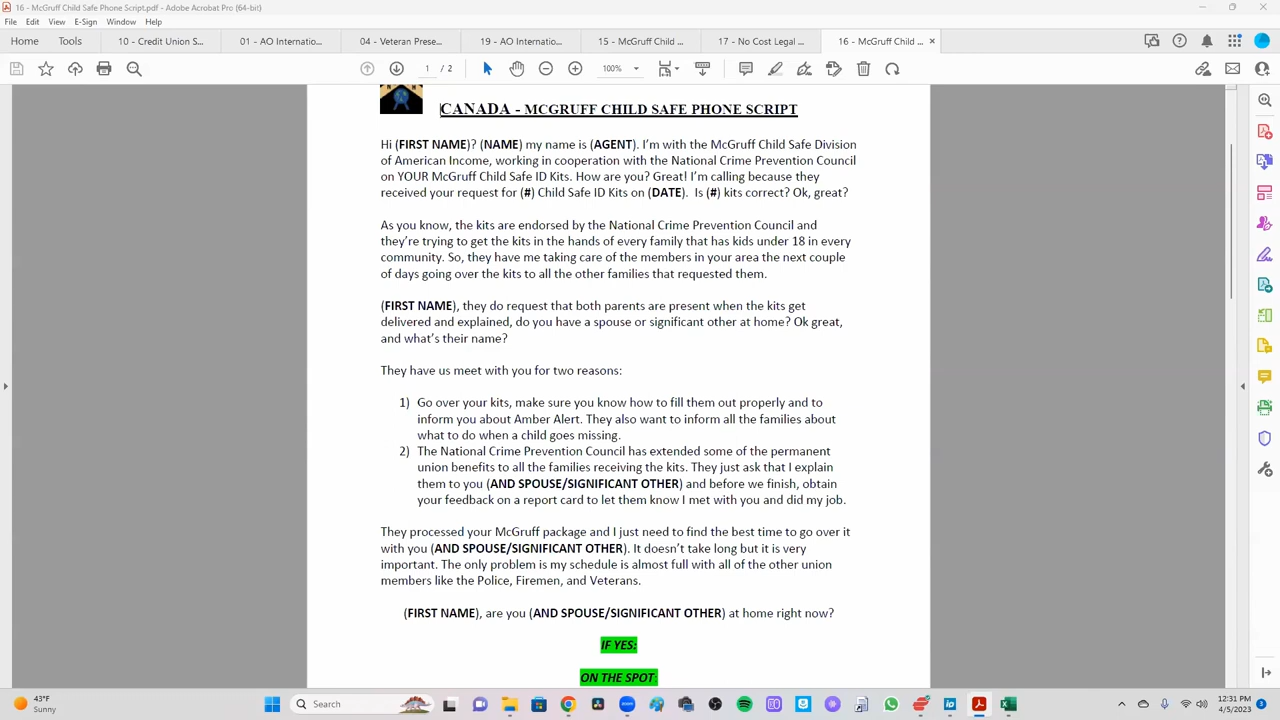 16 - McGruff Child Safe Phone Script.pdf - Adobe Acrobat Pro (64-bit)
File Edit View E-Sign Window Help
Home Tools 10 - Credit Union S... 01 - AO Internatio... 04 - Veteran Prese... 19 - AO Internatio... 15 - McGruff Child ... 17 - No Cost Legal ... 16 - McGruff Child ... ×
1 / 2 100%
CANADA - MCGRUFF CHILD SAFE PHONE SCRIPT
Hi (FIRST NAME)? (NAME) my name is (AGENT). I'm with the McGruff Child Safe Division
of American Income, working in cooperation with the National Crime Prevention Council
on YOUR McGruff Child Safe ID Kits. How are you? Great! I'm calling because they
received your request for (#) Child Safe ID Kits on (DATE). Is (#) kits correct? Ok, great?
As you know, the kits are endorsed by the National Crime Prevention Council and
they're trying to get the kits in the hands of every family that has kids under 18 in every
community. So, they have me taking care of the members in your area the next couple
of days going over the kits to all the other families that requested them.
(FIRST NAME), they do request that both parents are present when the kits get
delivered and explained, do you have a spouse or significant other at home? Ok great,
and what's their name?
They have us meet with you for two reasons:
1) Go over your kits, make sure you know how to fill them out properly and to
inform you about Amber Alert. They also want to inform all the families about
what to do when a child goes missing.
2) The National Crime Prevention Council has extended some of the permanent
union benefits to all the families receiving the kits. They just ask that I explain
them to you (AND SPOUSE/SIGNIFICANT OTHER) and before we finish, obtain
your feedback on a report card to let them know I met with you and did my job.
They processed your McGruff package and I just need to find the best time to go over it
with you (AND SPOUSE/SIGNIFICANT OTHER). It doesn't take long but it is very
important. The only problem is my schedule is almost full with all of the other union
members like the Police, Firemen, and Veterans.
(FIRST NAME), are you (AND SPOUSE/SIGNIFICANT OTHER) at home right now?
IF YES:
ON THE SPOT:
43°F
Sunny
Search
12:31 PM
4/5/2023